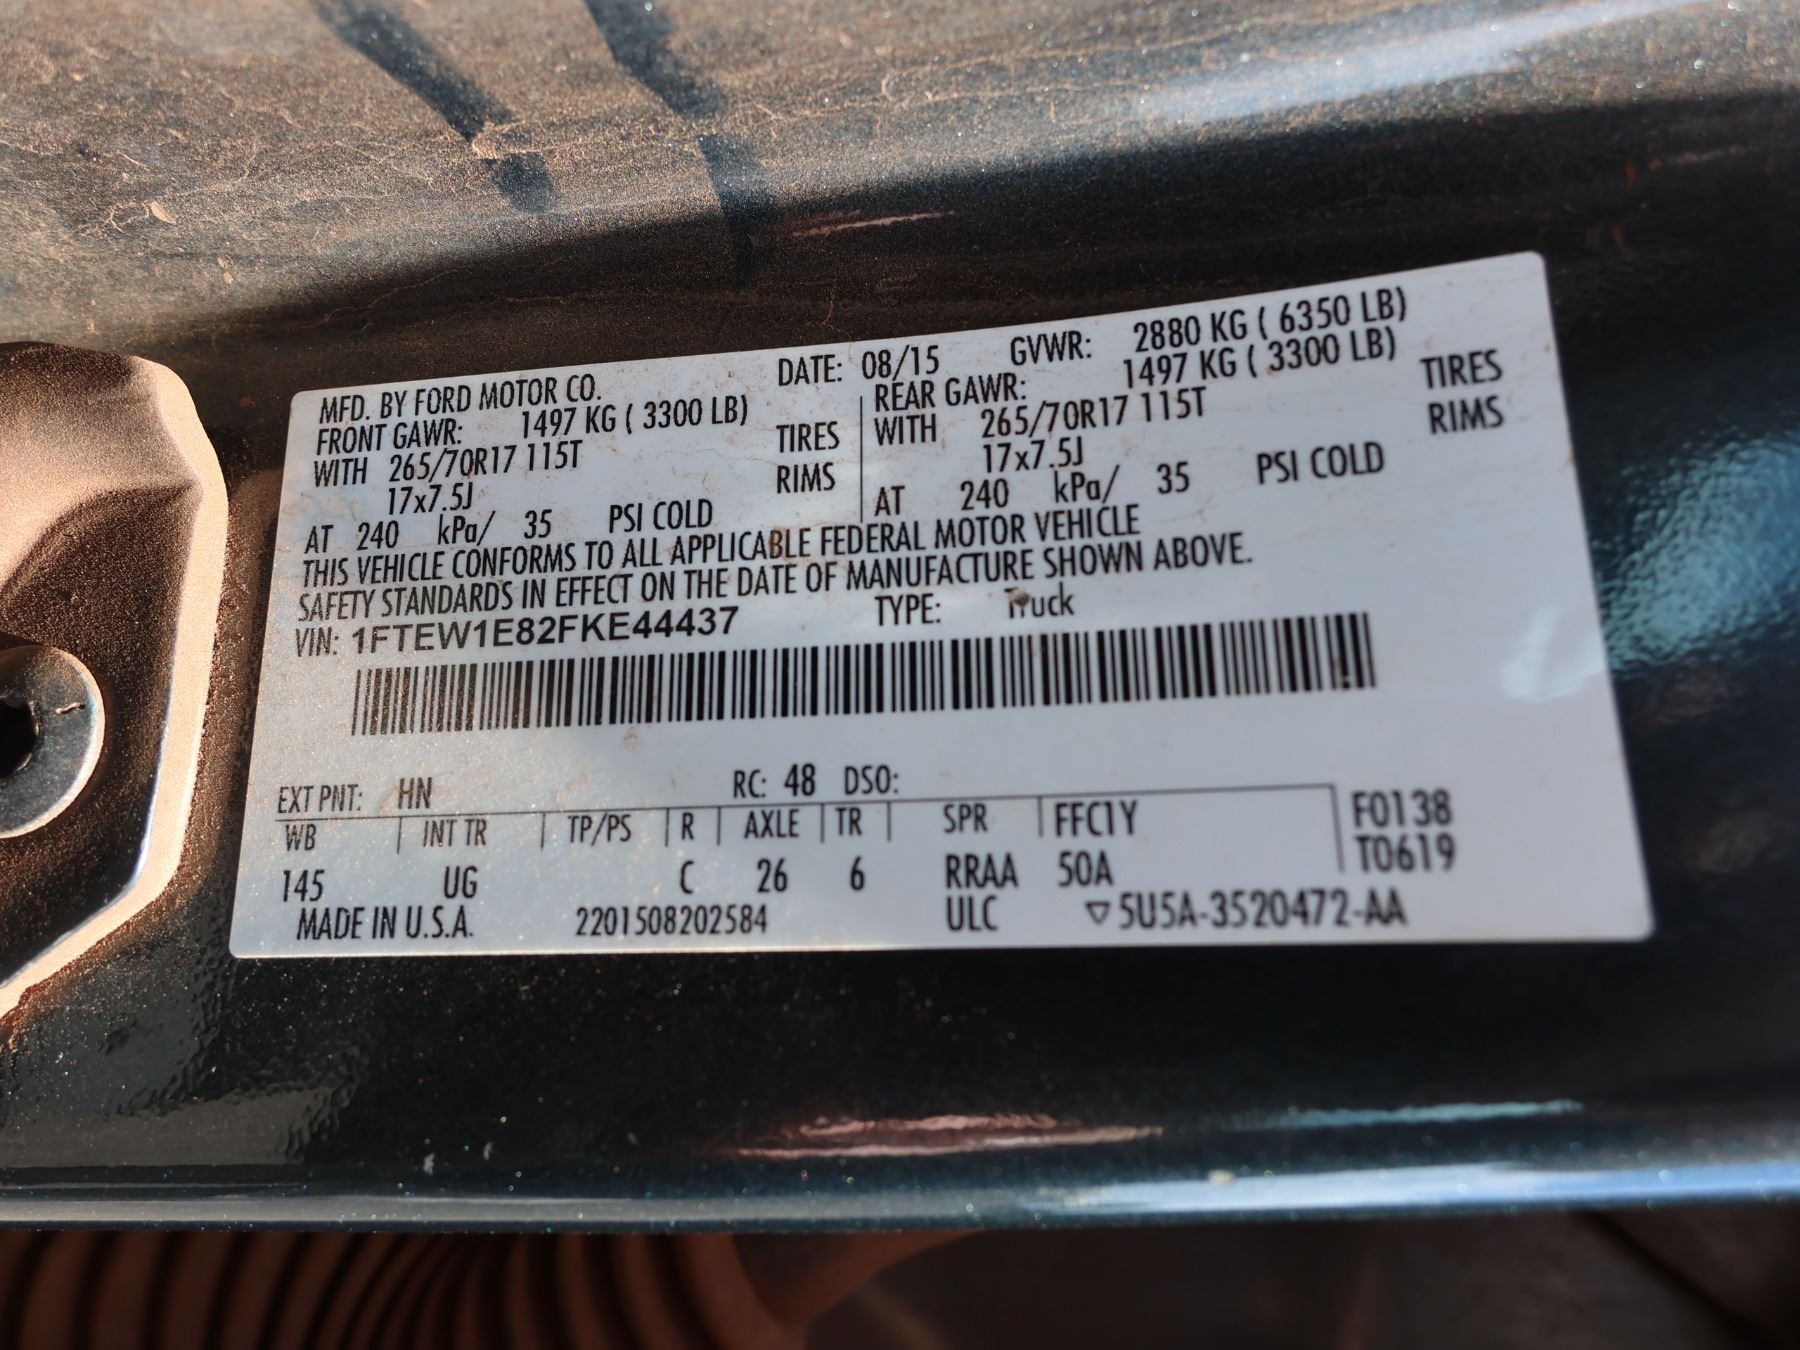 MFD. BY FORD MOTOR CO. DATE: 08/15 GVWR: 2880 KG ( 6350 LB)
FRONT GAWR: 1497 KG ( 3300 LB) REAR GAWR: 1497 KG ( 3300 LB)
WITH 265/70R17 115T TIRES WITH 265/70R17 115T TIRES
17x7.5J RIMS 17x7.5J RIMS
AT 240 kPa/ 35 PSI COLD AT 240 kPa/ 35 PSI COLD
THIS VEHICLE CONFORMS TO ALL APPLICABLE FEDERAL MOTOR VEHICLE
SAFETY STANDARDS IN EFFECT ON THE DATE OF MANUFACTURE SHOWN ABOVE.
VIN: 1FTEW1E82FKE44437 TYPE: Truck
EXT PNT: HN RC: 48 DSO:
WB INT TR TP/PS R AXLE TR SPR FFC1Y F0138
145 UG C 26 6 RRAA 50A T0619
MADE IN U.S.A. 2201508202584 ULC ▽5U5A-3520472-AA